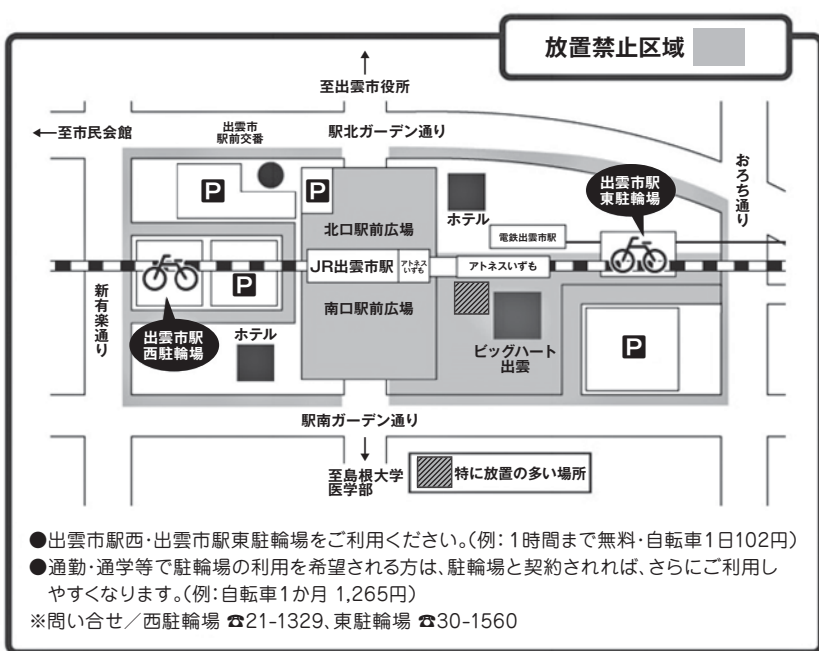 放置禁止区域
至出雲市役所
←至市民会館
出雲市
駅前交番
駅北ガーデン通り
おろち通り
P
P
ホテル
出雲市駅
東駐輪場
北口駅前広場
電鉄出雲市駅
JR出雲市駅
アトネス
いずも
アトネスいずも
P
新有楽通り
出雲市駅
西駐輪場
ホテル
南口駅前広場
ビッグハート
出雲
P
駅南ガーデン通り
至島根大学
医学部
特に放置の多い場所
●出雲市駅西・出雲市駅東駐輪場をご利用ください。(例:1時間まで無料・自転車1日102円)
●通勤・通学等で駐輪場の利用を希望される方は、駐輪場と契約されれば、さらにご利用し
やすくなります。(例:自転車1か月 1,265円)
※問い合せ/西駐輪場 ☎21-1329、東駐輪場 ☎30-1560